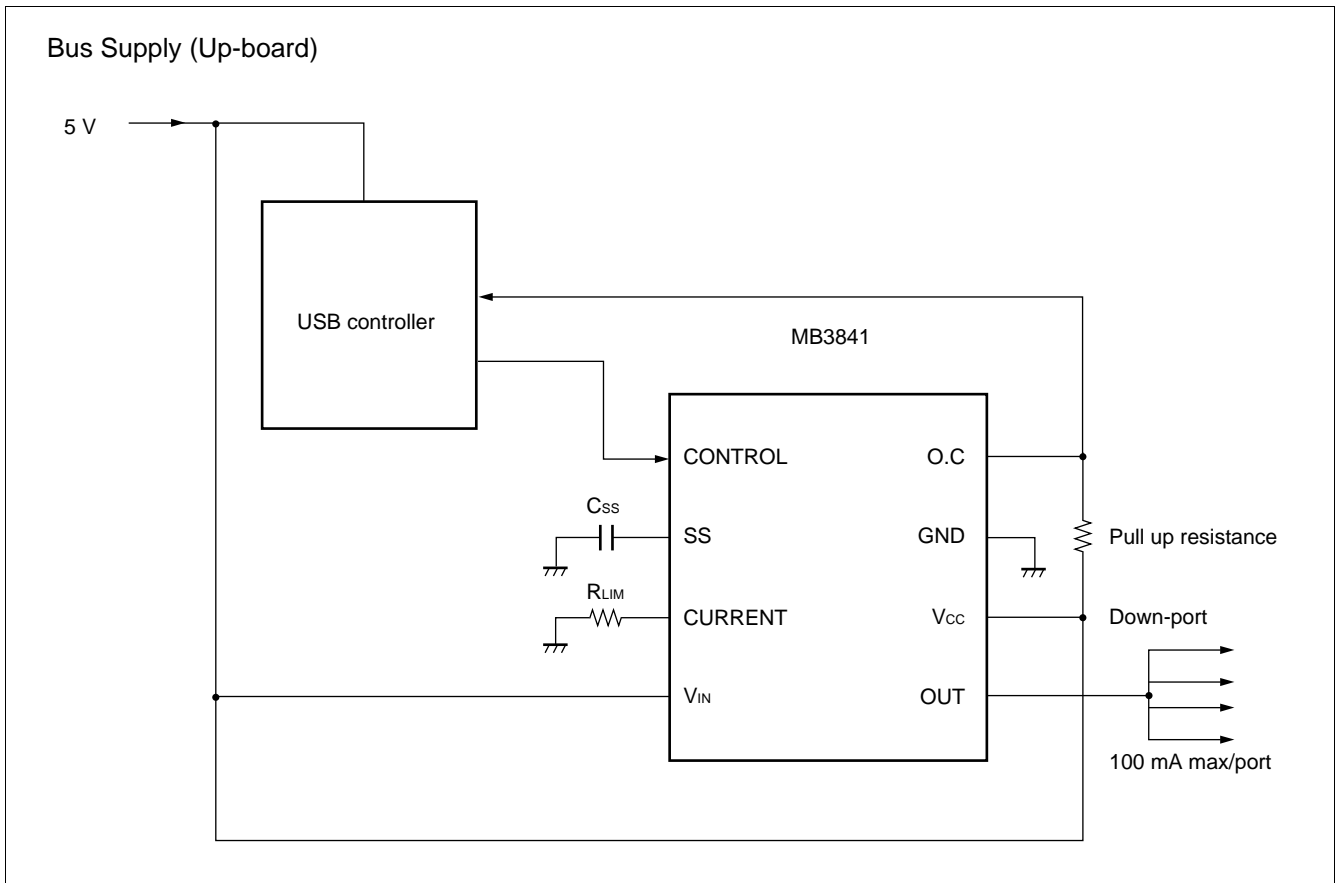 Bus Supply (Up-board)
5 V
USB controller
MB3841
CONTROL
O.C
CSS
SS
GND
Pull up resistance
RLIM
CURRENT
VCC
Down-port
VIN
OUT
100 mA max/port